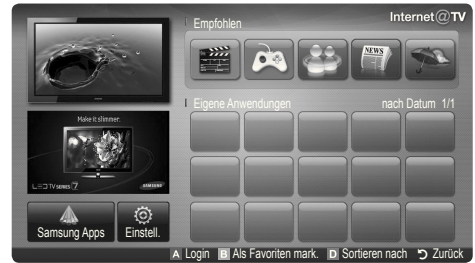 Internet@TV
Empfohlen
NEWS
Eigene Anwendungen nach Datum 1/1
Make it slimmer.
LED TV SERIES 7 SAMSUNG
Samsung Apps Einstell.
A Login B Als Favoriten mark. D Sortieren nach Zurück